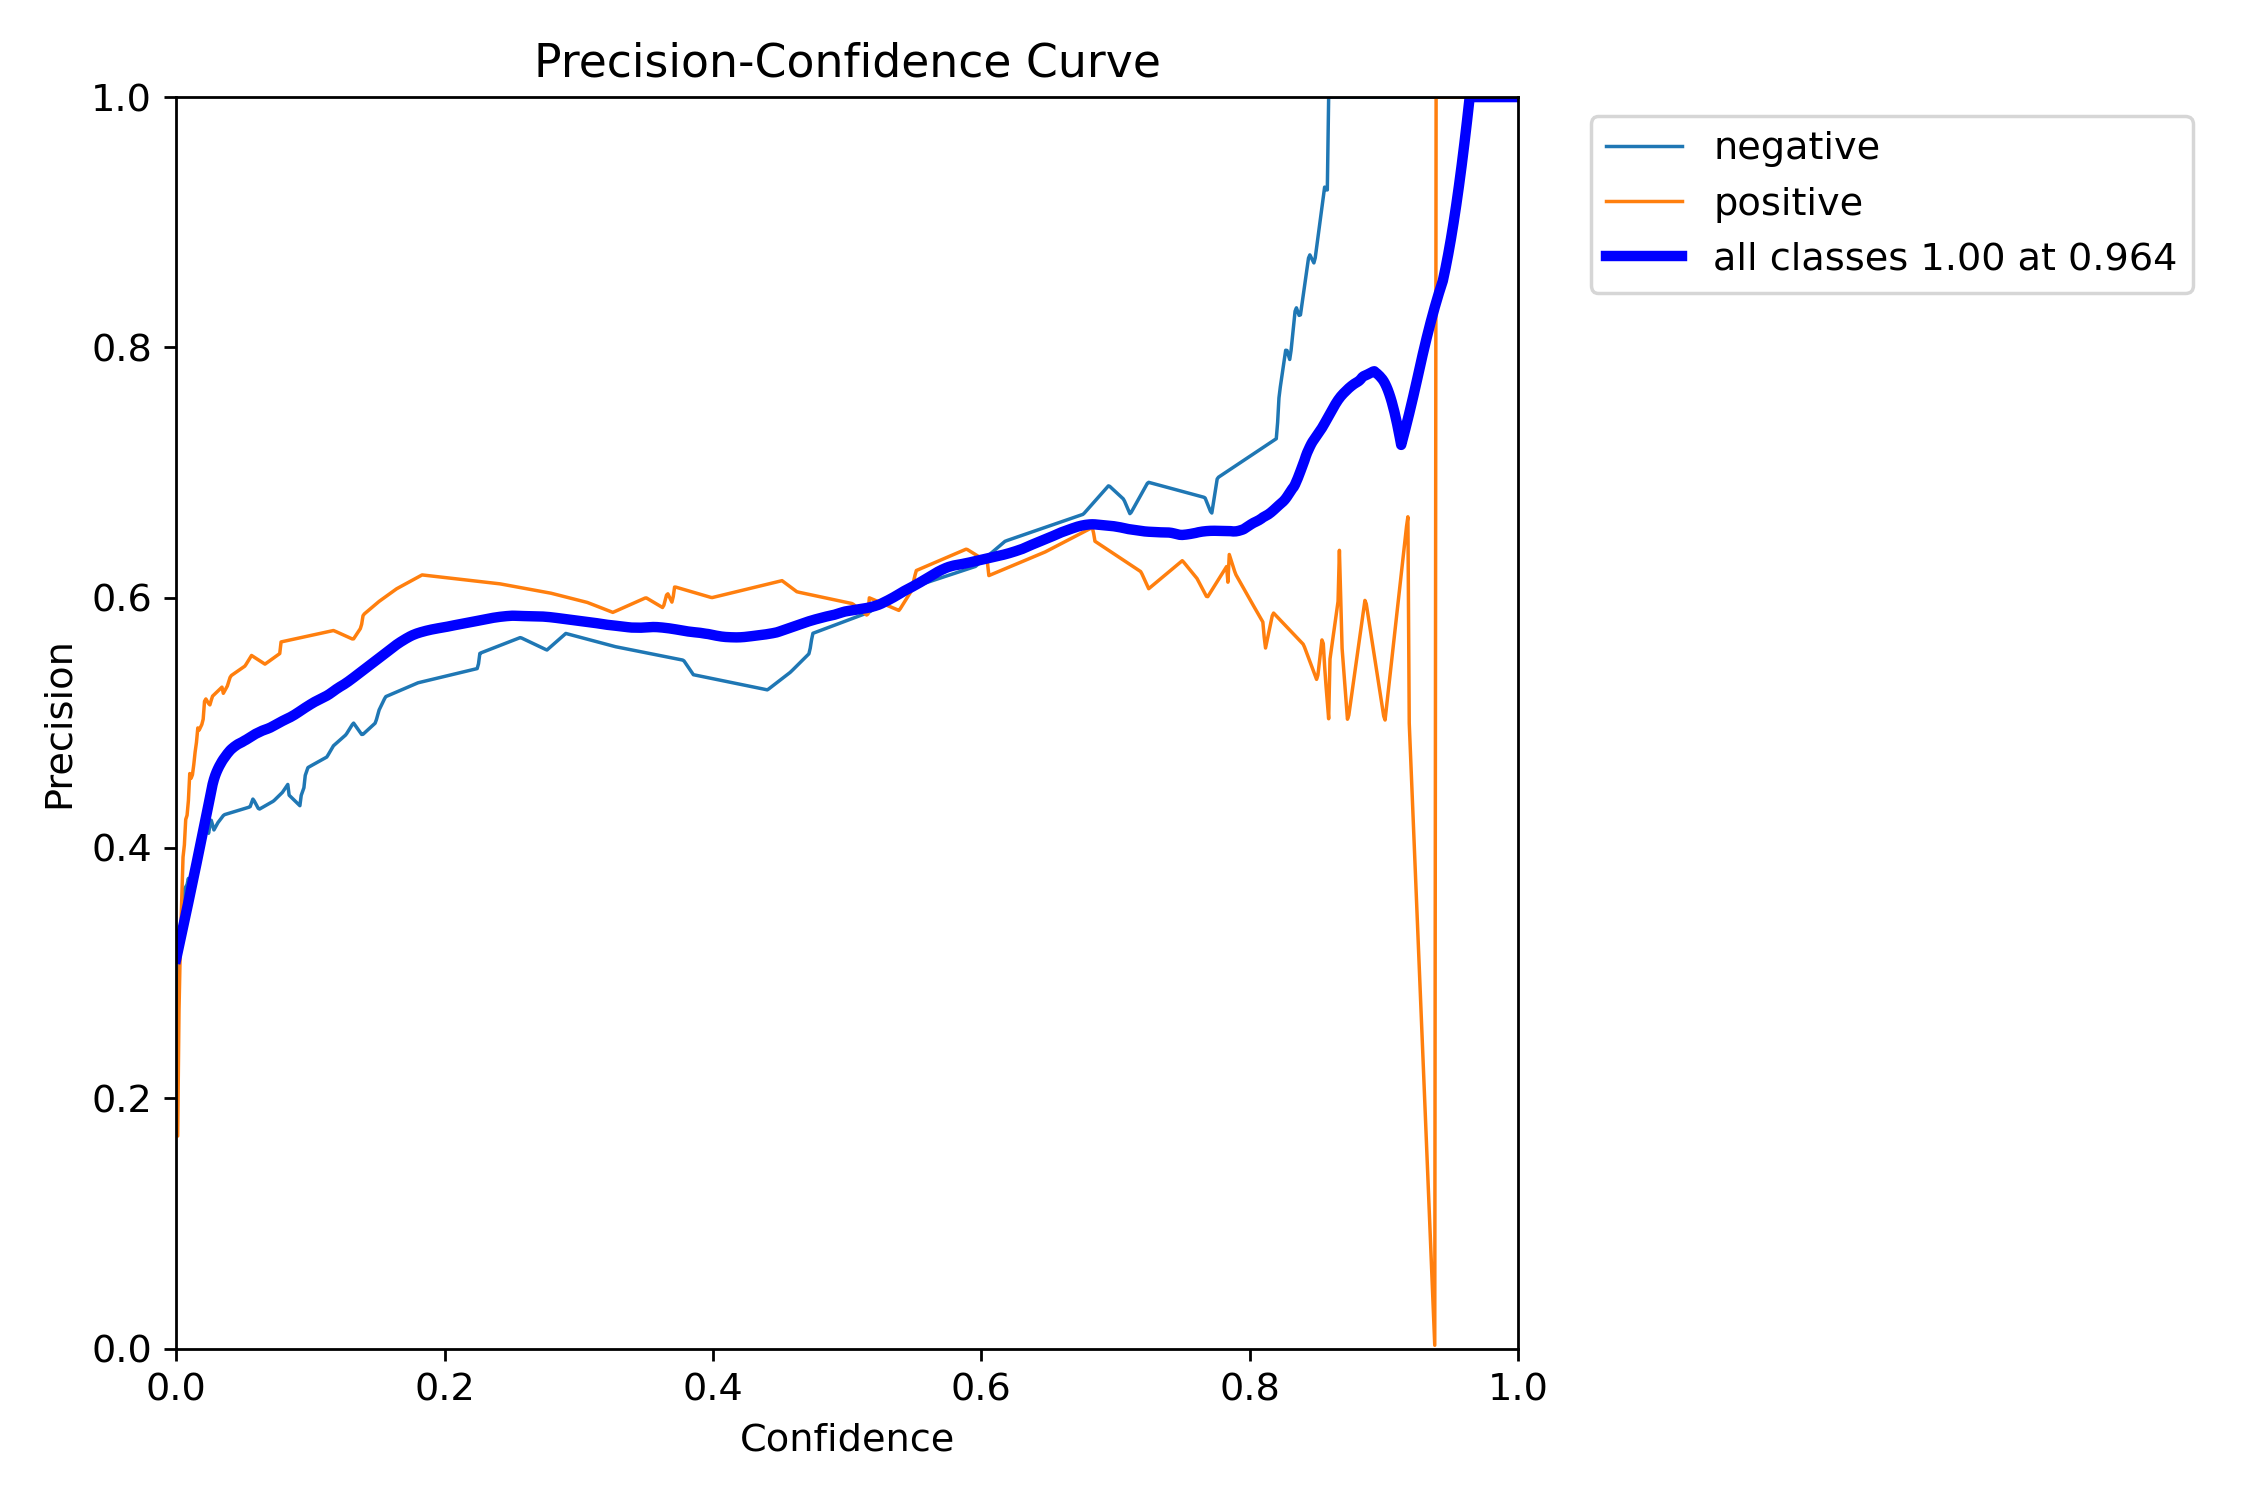 Precision-Confidence Curve
1.0
0.8
0.6
0.4
0.2
0.0
Precision
0.0 0.2 0.4 0.6 0.8 1.0
Confidence
negative
positive
all classes 1.00 at 0.964